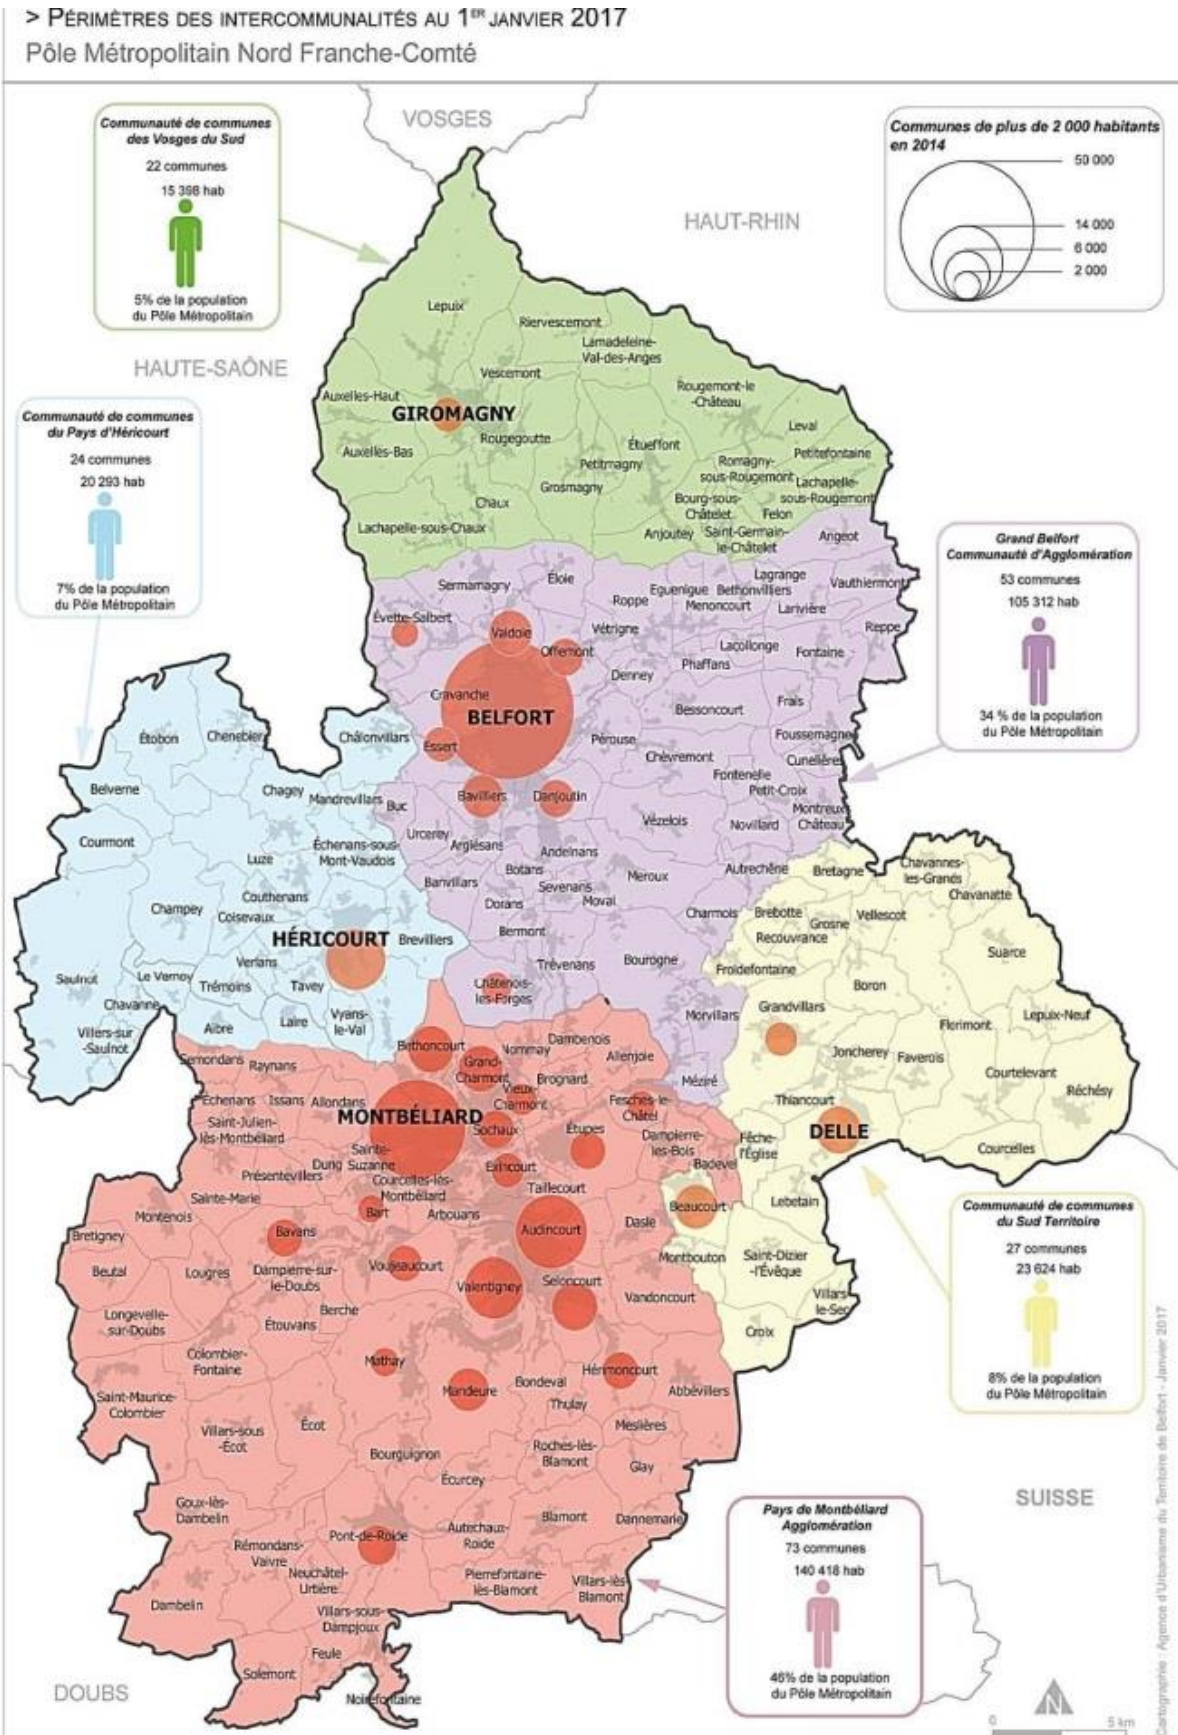 > PÉRIMÈTRES DES INTERCOMMUNALITÉS AU 1ER JANVIER 2017
Pôle Métropolitain Nord Franche-Comté
VOSGES
Communauté de communes
des Vosges du Sud
22 communes
15 398 hab
5% de la population
du Pôle Métropolitain
Communes de plus de 2 000 habitants
en 2014
50 000
14 000
6 000
2 000
HAUT-RHIN
HAUTE-SAÔNE
Lepuix
Riervescemont
Lamadeleine-
Val-des-Anges
Vescemont
Rougemont-le
-Château
Auxelles-Haut
GIROMAGNY
Leval
Rougegoutte
Étueffont
Auxelles-Bas
Petitefontaine
Petitmagny
Romagny-
sous-Rougemont
Lachapelle-
sous-Rougemont
Grosmagny
Chaux
Bourg-sous-
Châtelet
Felon
Lachapelle-sous-Chaux
Anjoutey
Saint-Germain-
le-Châtelet
Angeot
Communauté de communes
du Pays d'Héricourt
24 communes
20 293 hab
7% de la population
du Pôle Métropolitain
Grand Belfort
Communauté d'Agglomération
53 communes
105 312 hab
34 % de la population
du Pôle Métropolitain
Sermamagny
Éloie
Lagrange
Vauthiermont
Eguenigue
Bethonvilliers
Roppe
Menoncourt
Larivière
Évette-Salbert
Valdoie
Vétrigne
Reppe
Offemont
Laçollonge
Fontaine
Phaffans
Denney
Cravanche
BELFORT
Bessoncourt
Frais
Essert
Pérouse
Foussemagne
Chèvremont
Cunelières
Fontenelle
Petit-Croix
Bavilliers
Danjoutin
Montreux
Château
Buc
Vézelois
Novillard
Urcerey
Argiésans
Andelnans
Banvillars
Botans
Sevenans
Meroux
Autrechêne
Moval
Dorans
Charmois
Bermont
Trévenans
Bourogne
Châtenois-
les-Forges
Morvillars
Méziré
Étobon
Chenebier
Châlonvillars
Belverne
Chagey
Mandrevillars
Courmont
Luze
Échenans-sous-
Mont-Vaudois
Couthenans
Champey
Coisevaux
HÉRICOURT
Brevilliers
Verlans
Saulnot
Le Vernoy
Trémoins
Tavey
Chavanne
Vyans-
le-Val
Villers-sur
-Saulnot
Aibre
Laire
Bretagne
Chavannes-
les-Grands
Chavanatte
Brebotte
Grosne
Vellescot
Recouvrance
Suarce
Froidefontaine
Boron
Grandvillars
Florimont
Lepuix-Neuf
Joncherey
Faverois
Courtelevant
Réchésy
Thiancourt
DELLE
Fêche-
l'Église
Courcelles
Lebetain
Beaucourt
Montbouton
Saint-Dizier
-l'Évêque
Villars
le-Sec
Croix
Communauté de communes
du Sud Territoire
27 communes
23 624 hab
8% de la population
du Pôle Métropolitain
Semondans
Raynans
Bethoncourt
Nommay
Dambenois
Allenjoie
Grand-
Charmont
Brognard
Vieux-
Charmont
Échenans
Issans
Allondans
MONTBÉLIARD
Fesches-le-
Châtel
Saint-Julien-
lès-Montbéliard
Sochaux
Étupes
Dampierre-
les-Bois
Sainte-
Suzanne
Dung
Exincourt
Badevel
Présentevillers
Courcelles-lès-
Montbéliard
Taillecourt
Sainte-Marie
Bart
Arbouans
Montenois
Audincourt
Dasle
Bretigney
Bavans
Beutal
Lougres
Dampierre-sur-
le-Doubs
Voujeaucourt
Valentigney
Seloncourt
Vandoncourt
Longevelle-
sur-Doubs
Berche
Étouvans
Colombier-
Fontaine
Mathay
Mandeure
Bondeval
Hérimoncourt
Abbévillers
Thulay
Saint-Maurice-
Colombier
Villars-sous
-Écot
Écot
Meslières
Bourguignon
Roches-lès-
Blamont
Glay
Écurcey
Goux-lès-
Dambelin
Blamont
Dannemarie
Pont-de-Roide
Autechaux-
Roide
Rémondans-
Vaivre
Neuchâtel-
Urtière
Pierrefontaine-
lès-Blamont
Villars-lès-
Blamont
Dambelin
Villars-sous-
Dampjoux
Feule
Solemont
Noirefontaine
SUISSE
Pays de Montbéliard
Agglomération
73 communes
140 418 hab
46% de la population
du Pôle Métropolitain
DOUBS
N
0 5 km
Cartographie : Agence d'Urbanisme du Territoire de Belfort - Janvier 2017